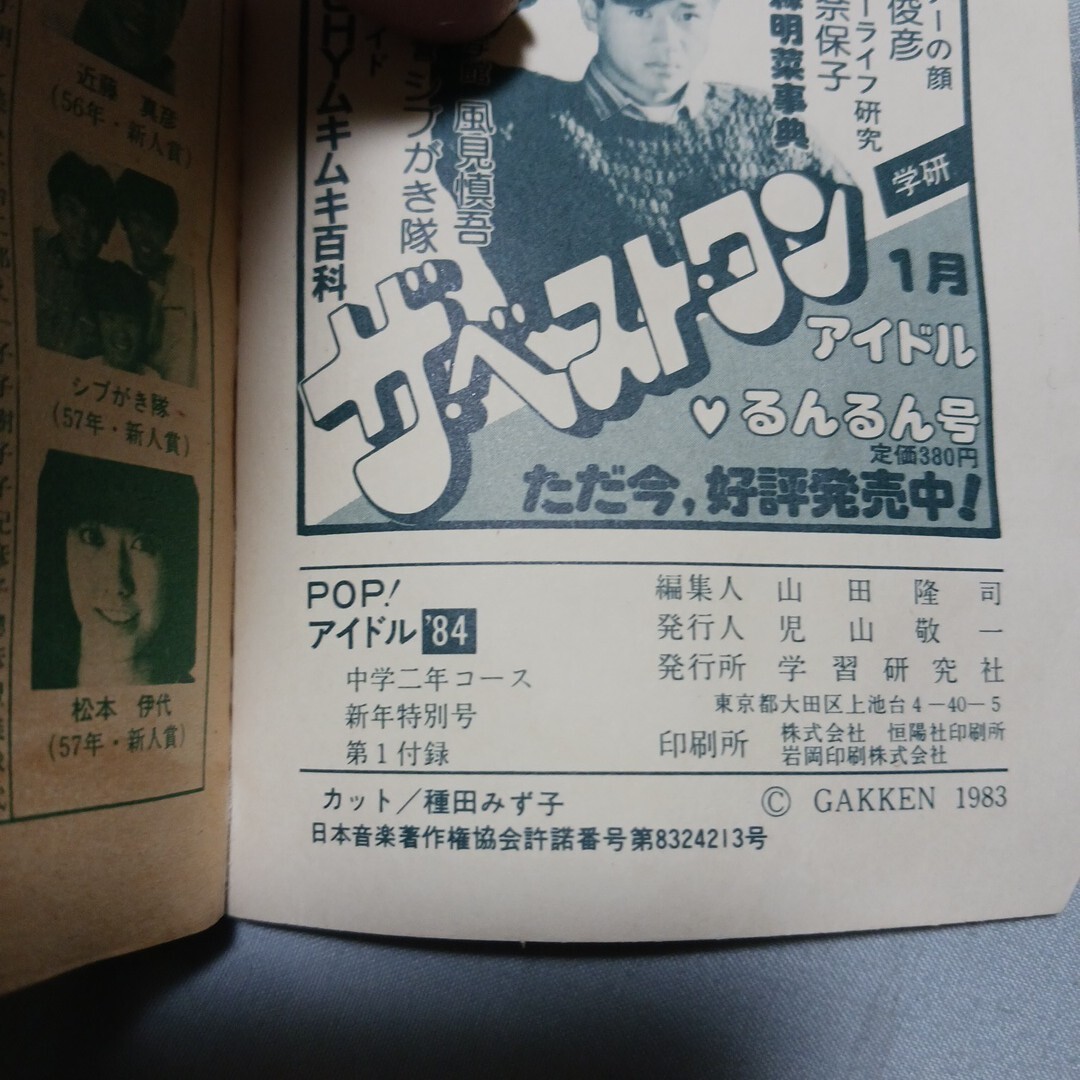 近藤 真彦
(56年・新人賞)
シブがき隊
(57年・新人賞)
松本 伊代
(57年・新人賞)
ーの顔
俊彦
ーライフ研究
奈保子
明菜事典
風見慎吾
シブがき隊
CHYムキムキ百科
学研
ザ・ベスト・ワン
1月
アイドル
♥るんるん号
定価380円
ただ今,好評発売中!
POP!
アイドル'84
中学二年コース
新年特別号
第1付録
編集人 山田隆司
発行人 児山敬一
発行所 学習研究社
東京都大田区上池台4-40-5
印刷所 株式会社 恒陽社印刷所
岩岡印刷株式会社
カット/種田みず子
© GAKKEN 1983
日本音楽著作権協会許諾番号第8324213号